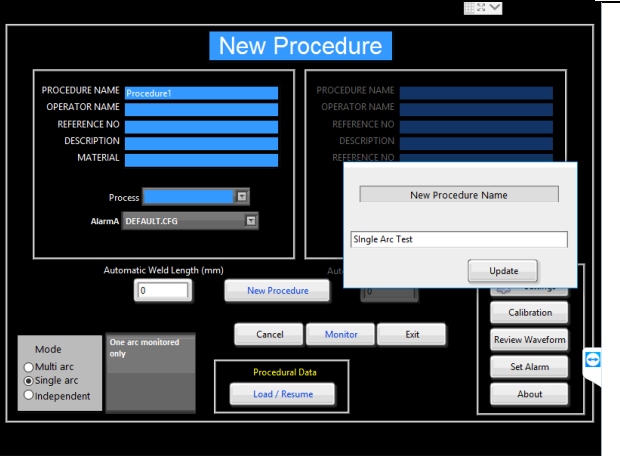 New Procedure
PROCEDURE NAME Procedure1
OPERATOR NAME
REFERENCE NO
DESCRIPTION
MATERIAL
Process
AlarmA DEFAULT.CFG
PROCEDURE NAME
OPERATOR NAME
REFERENCE NO
DESCRIPTION
REFERENCE NO
New Procedure Name
SIngle Arc Test
Update
Automatic Weld Length (mm)
0
New Procedure
0
Calibration
Review Waveform
Set Alarm
About
Cancel
Monitor
Exit
Mode
Multi arc
Single arc
Independent
One arc monitored
only
Procedural Data
Load / Resume